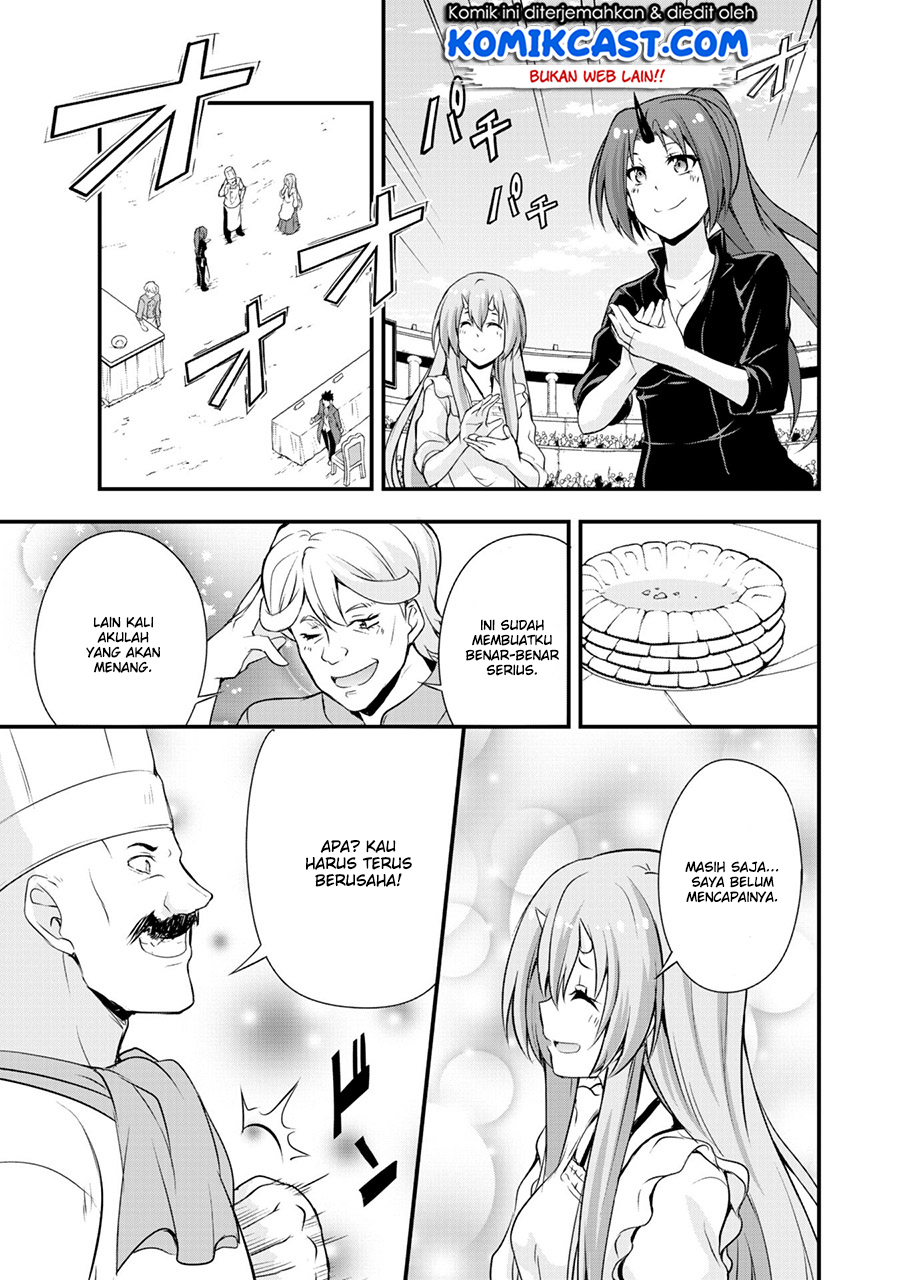 Komik ini diterjemahkan & diedit oleh
KOMIKCAST.COM
BUKAN WEB LAIN!!
パチ
パチ
オ
オ
オ
オ
オ
INI SUDAH
MEMBUATKU
BENAR-BENAR
SERIUS.
LAIN KALI
AKULAH
YANG AKAN
MENANG.
MASIH SAJA...
SAYA BELUM
MENCAPAINYA.
APA? KAU
HARUS TERUS
BERUSAHA!
ドン